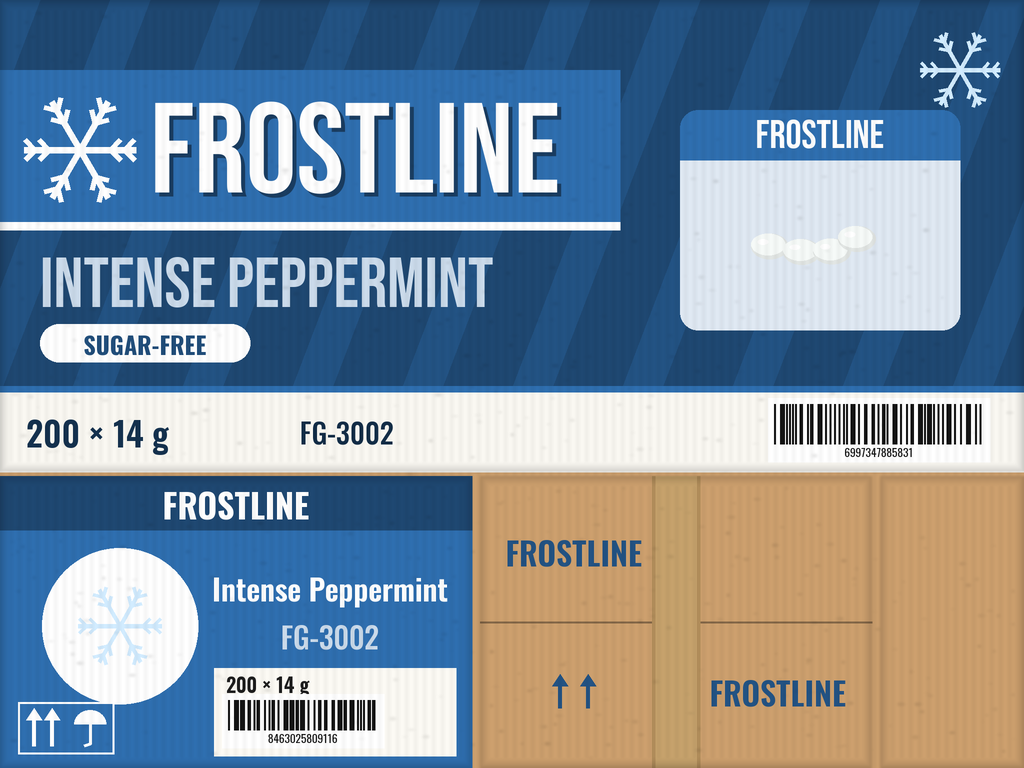 FROSTLINE
FROSTLINE
INTENSE PEPPERMINT
SUGAR-FREE
200 × 14 g
FG-3002
6997347885831
FROSTLINE
Intense Peppermint
FG-3002
200 × 14 g
8463025809116
FROSTLINE
FROSTLINE